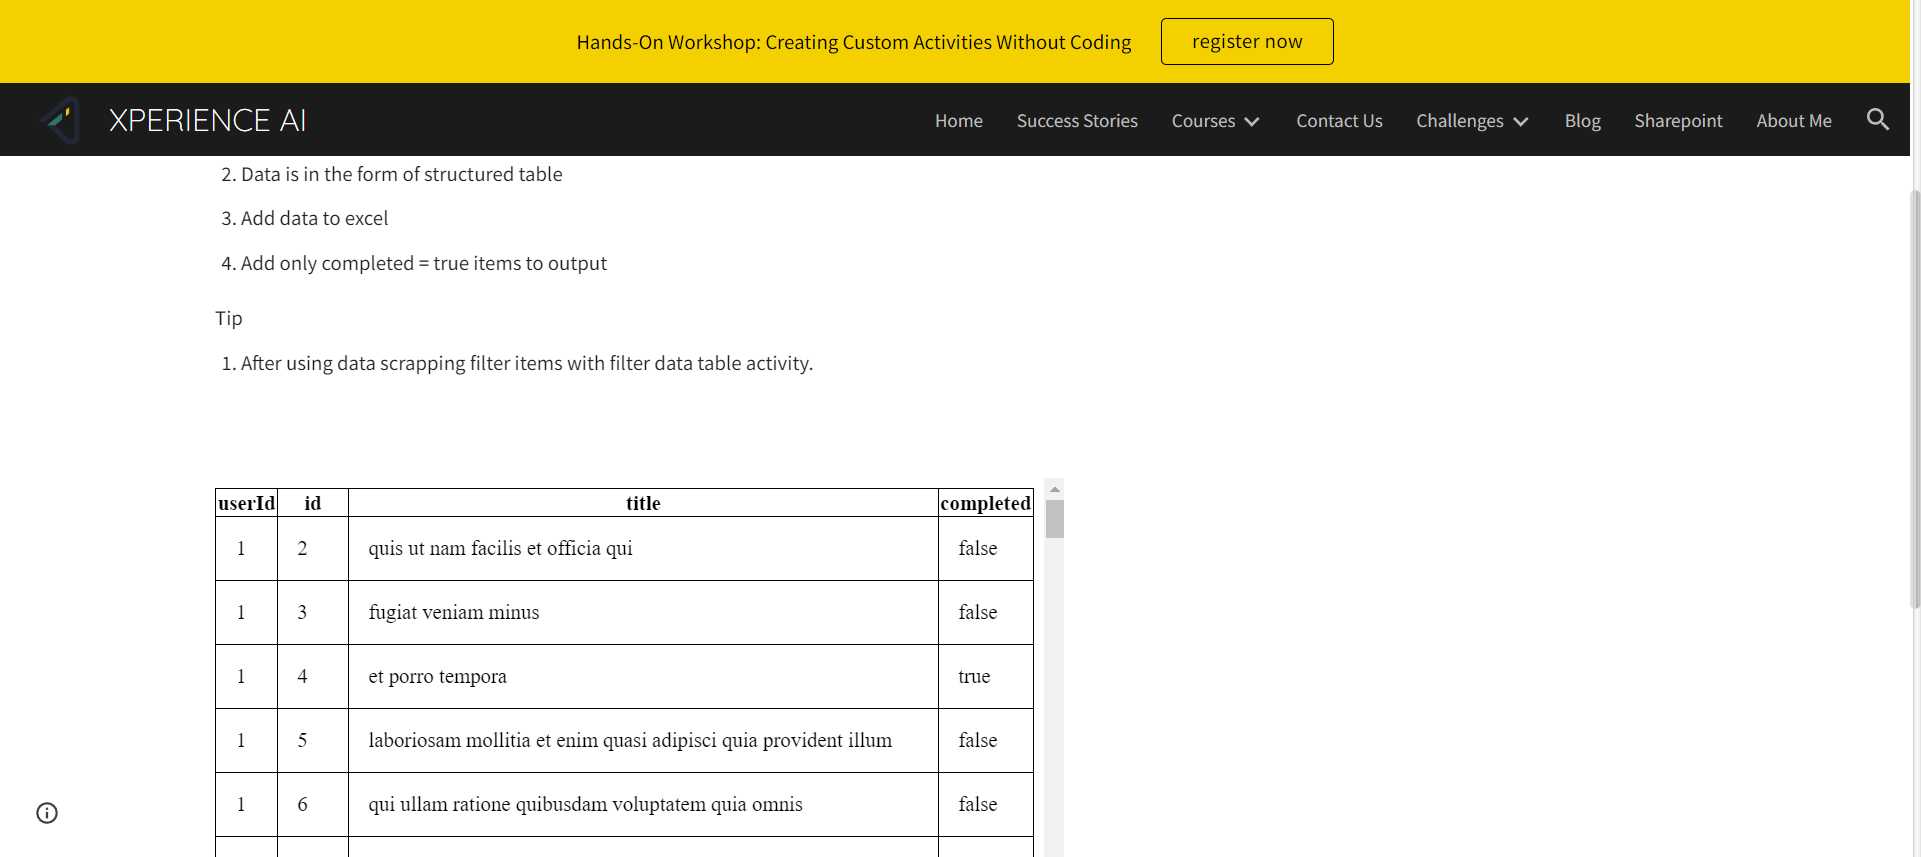 Hands-On Workshop: Creating Custom Activities Without Coding register now
XPERIENCE AI Home Success Stories Courses Contact Us Challenges Blog Sharepoint About Me
2. Data is in the form of structured table
3. Add data to excel
4. Add only completed = true items to output
Tip
1. After using data scrapping filter items with filter data table activity.
userId id title completed
1 2 quis ut nam facilis et officia qui false
1 3 fugiat veniam minus false
1 4 et porro tempora true
1 5 laboriosam mollitia et enim quasi adipisci quia provident illum false
1 6 qui ullam ratione quibusdam voluptatem quia omnis false